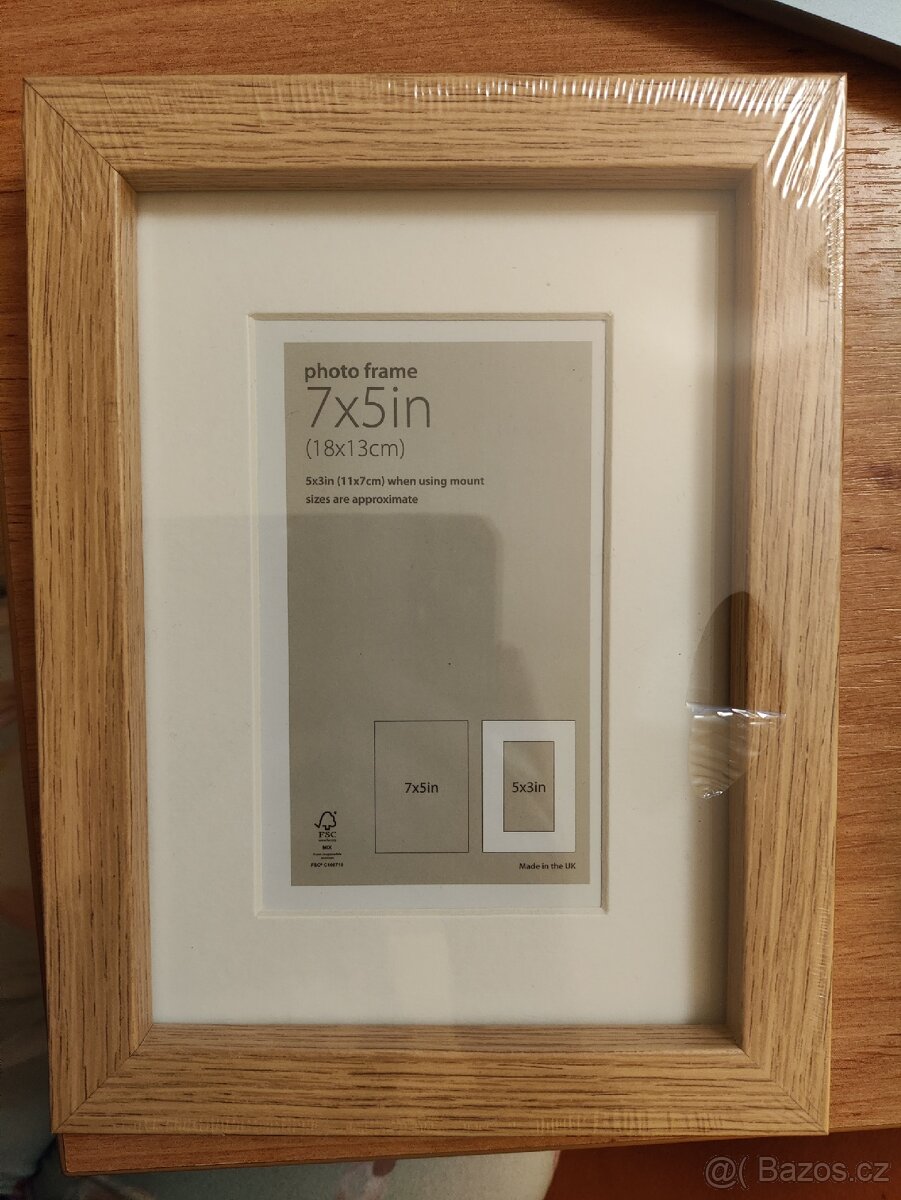 photo frame
7x5in
(18x13cm)
5x3in (11x7cm) when using mount
sizes are approximate
7x5in
5x3in
FSC
MIX
Made in the UK
@( Bazos.cz